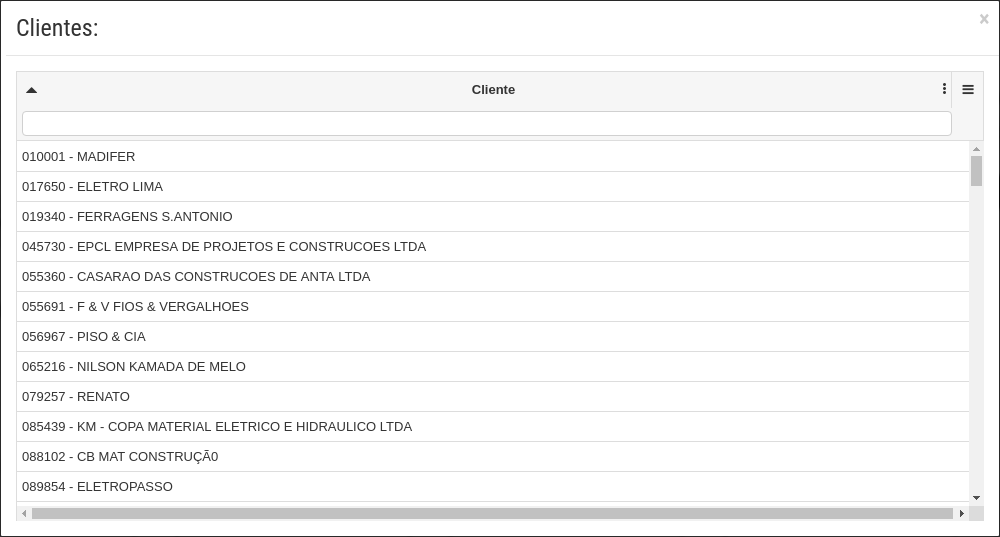 Clientes:
×
Cliente
010001 - MADIFER
017650 - ELETRO LIMA
019340 - FERRAGENS S.ANTONIO
045730 - EPCL EMPRESA DE PROJETOS E CONSTRUCOES LTDA
055360 - CASARAO DAS CONSTRUCOES DE ANTA LTDA
055691 - F & V FIOS & VERGALHOES
056967 - PISO & CIA
065216 - NILSON KAMADA DE MELO
079257 - RENATO
085439 - KM - COPA MATERIAL ELETRICO E HIDRAULICO LTDA
088102 - CB MAT CONSTRUÇÃ0
089854 - ELETROPASSO